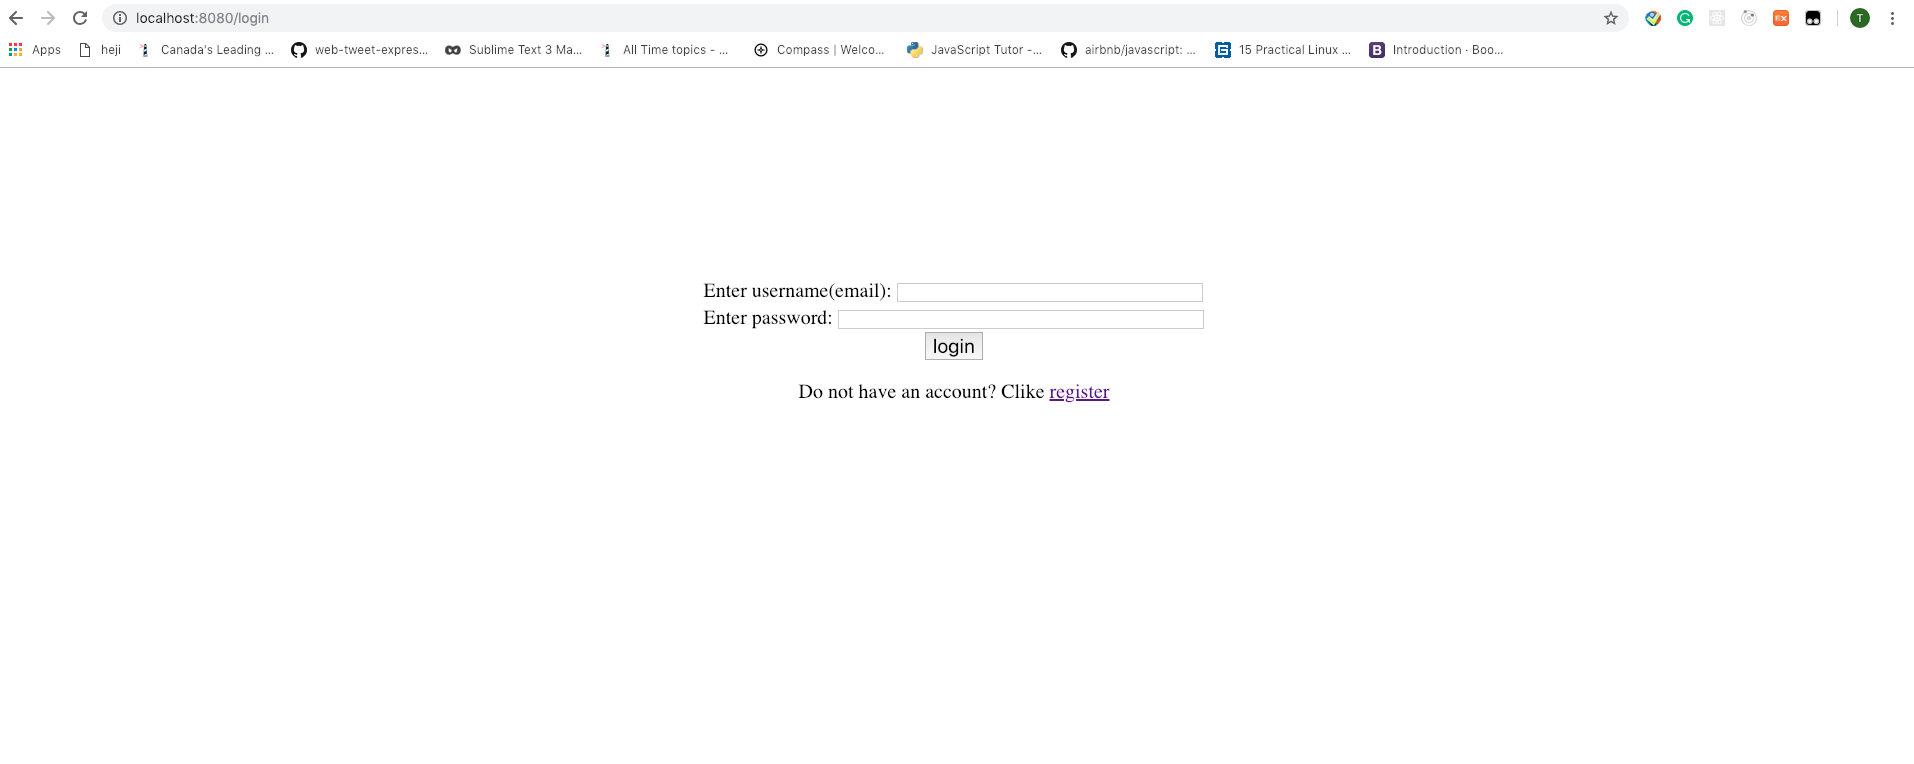 localhost:8080/login
Apps heji Canada's Leading ... web-tweet-expres... Sublime Text 3 Ma... All Time topics - ... Compass | Welco... JavaScript Tutor -... airbnb/javascript: ... 15 Practical Linux ... Introduction · Boo...
Enter username(email):
Enter password:
login
Do not have an account? Clike register